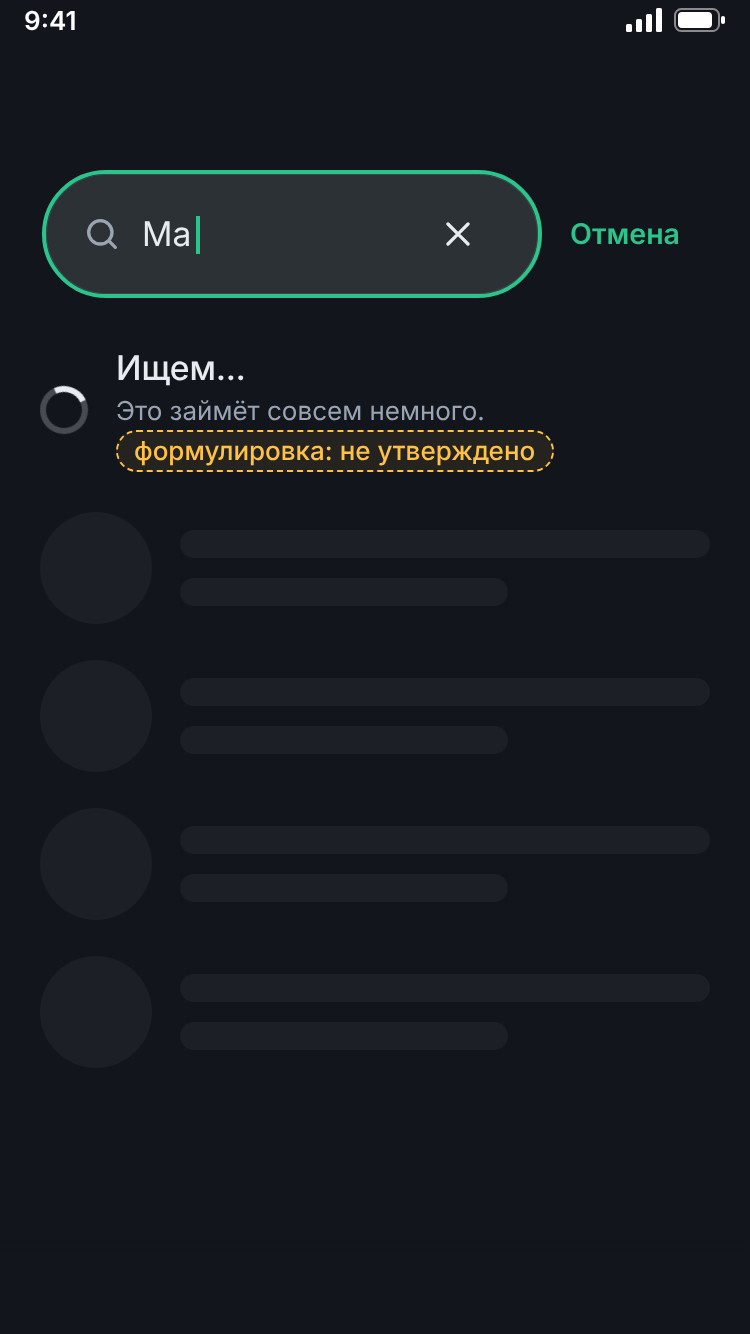 9:41
Ма
Отмена
Ищем...
Это займёт совсем немного.
формулировка: не утверждено